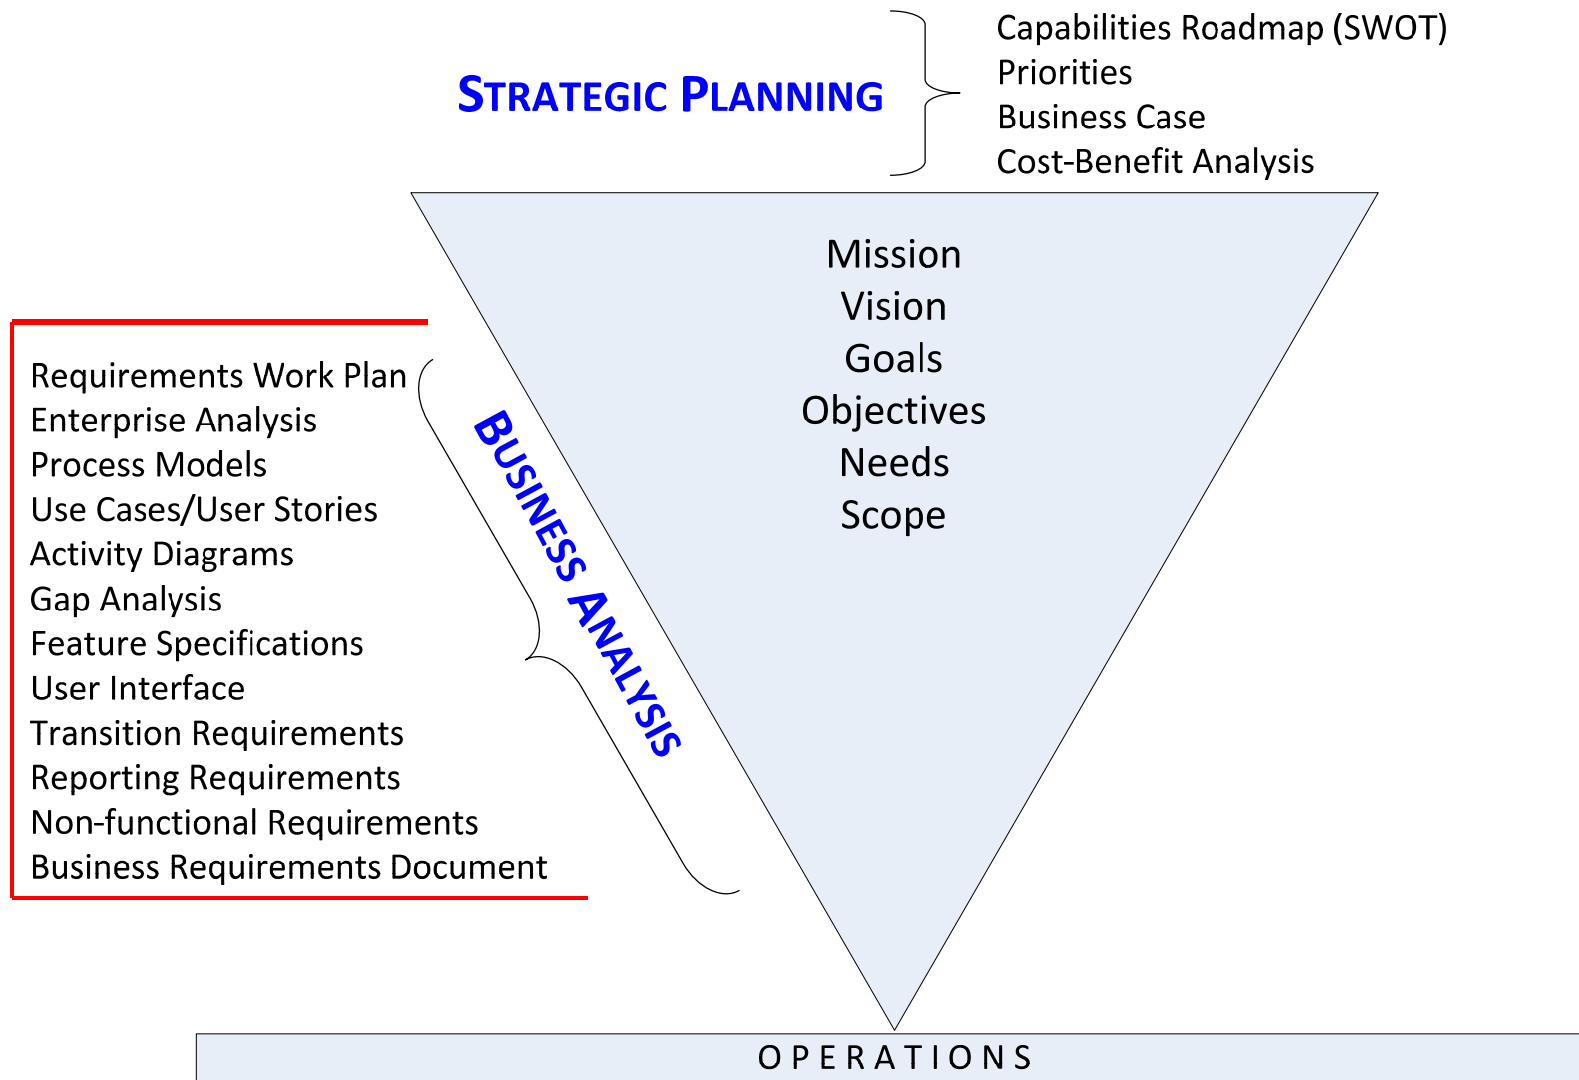 STRATEGIC PLANNING
Capabilities Roadmap (SWOT)
Priorities
Business Case
Cost-Benefit Analysis
Mission
Vision
Goals
Objectives
Needs
Scope
BUSINESS ANALYSIS
Requirements Work Plan
Enterprise Analysis
Process Models
Use Cases/User Stories
Activity Diagrams
Gap Analysis
Feature Specifications
User Interface
Transition Requirements
Reporting Requirements
Non-functional Requirements
Business Requirements Document
OPERATIONS